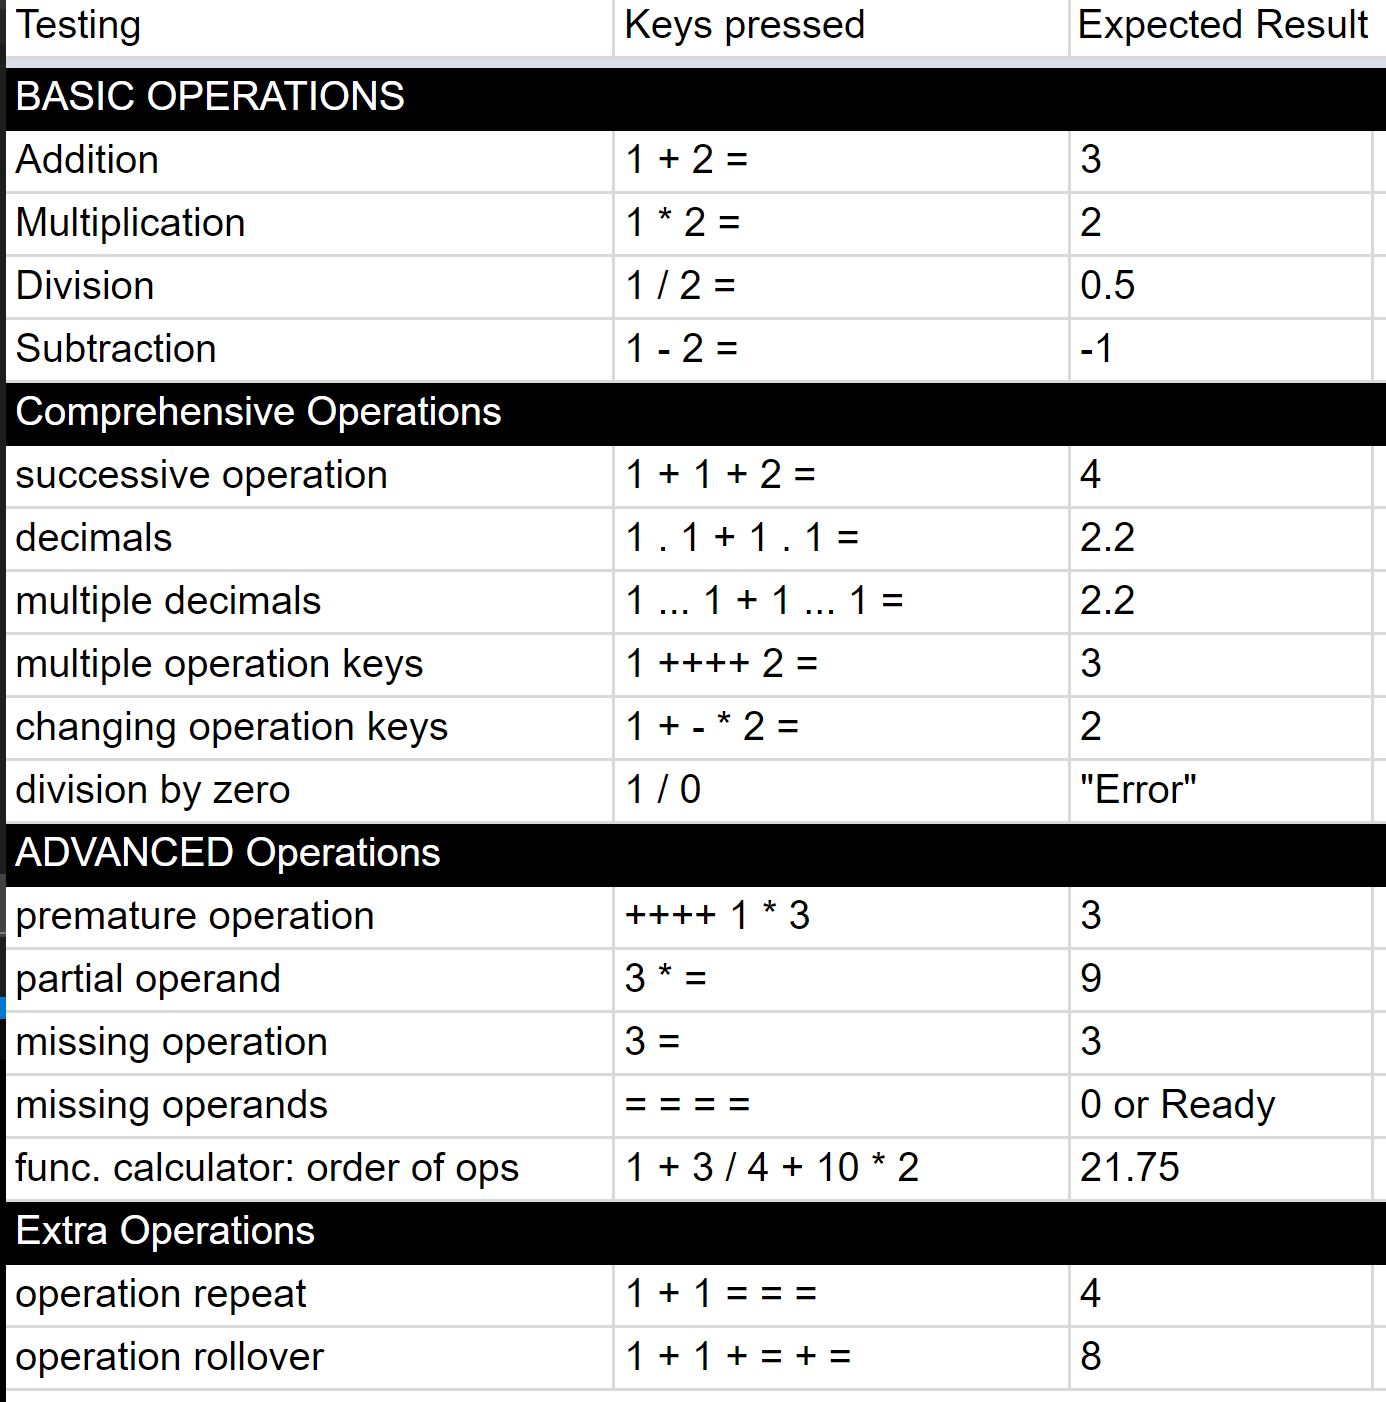 Testing Keys pressed Expected Result
BASIC OPERATIONS
Addition 1 + 2 = 3
Multiplication 1 * 2 = 2
Division 1 / 2 = 0.5
Subtraction 1 - 2 = -1
Comprehensive Operations
successive operation 1 + 1 + 2 = 4
decimals 1 . 1 + 1 . 1 = 2.2
multiple decimals 1 ... 1 + 1 ... 1 = 2.2
multiple operation keys 1 ++++ 2 = 3
changing operation keys 1 + - * 2 = 2
division by zero 1 / 0 "Error"
ADVANCED Operations
premature operation ++++ 1 * 3 3
partial operand 3 * = 9
missing operation 3 = 3
missing operands = = = = 0 or Ready
func. calculator: order of ops 1 + 3 / 4 + 10 * 2 21.75
Extra Operations
operation repeat 1 + 1 = = = 4
operation rollover 1 + 1 + = + = 8